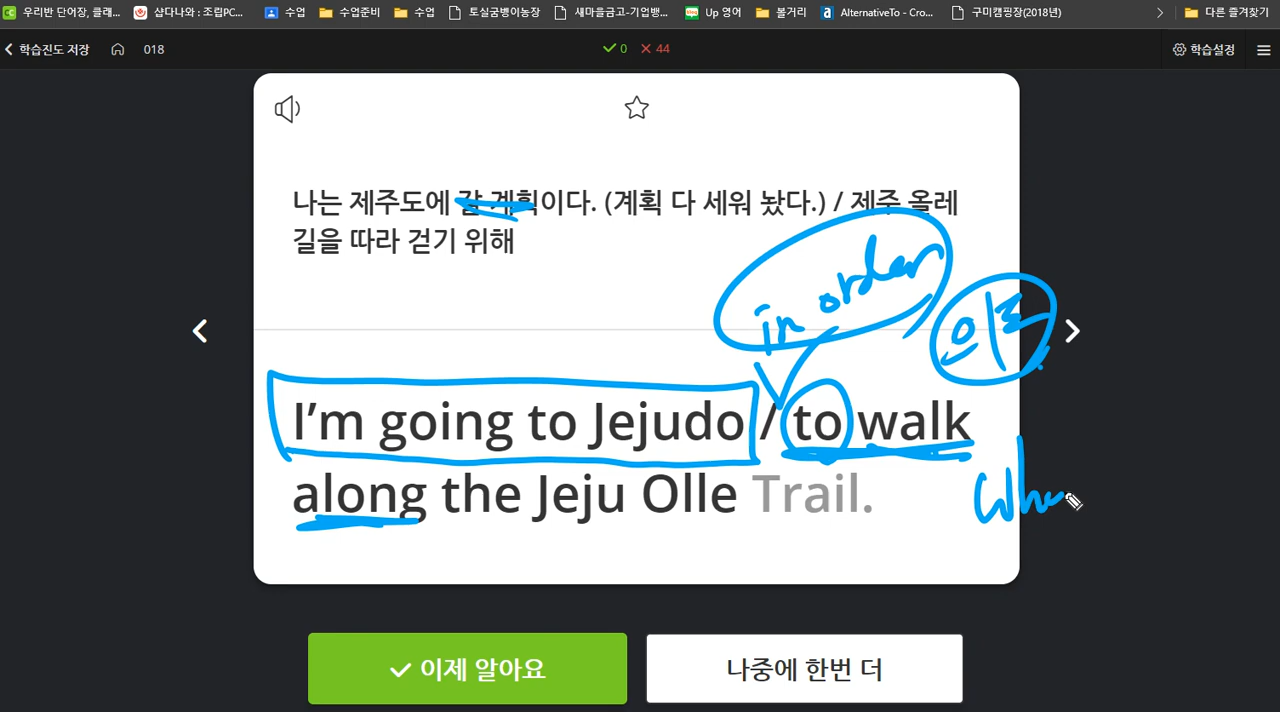 우리반 단어장, 클래... 샵다나와 : 조립PC... 수업 수업준비 수업 토실굼벵이농장 새마을금고-기업뱅... Up 영어 볼거리 AlternativeTo - Cro... 구미캠핑장(2018년) 다른 즐겨찾기
학습진도 저장 018 0 44 학습설정
나는 제주도에 갈 계획이다. (계획 다 세워 놨다.) / 제주 올레
길을 따라 걷기 위해
in order
I'm going to Jejudo / to walk
along the Jeju Olle Trail.
이제 알아요 나중에 한번 더